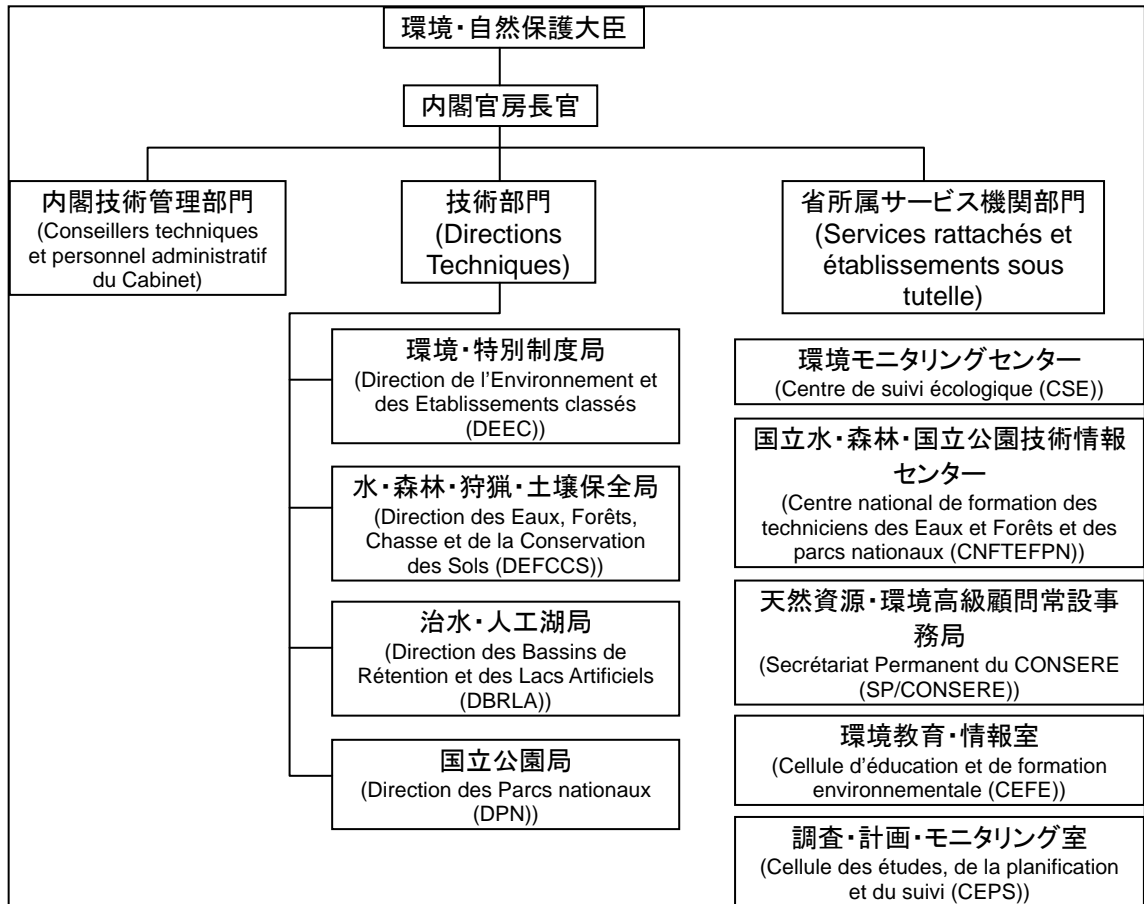 環境・自然保護大臣
内閣官房長官
内閣技術管理部門
(Conseillers techniques
et personnel administratif
du Cabinet)
技術部門
(Directions
Techniques)
省所属サービス機関部門
(Services rattachés et
établissements sous
tutelle)
環境・特別制度局
(Direction de l'Environnement et
des Etablissements classés
(DEEC))
水・森林・狩猟・土壌保全局
(Direction des Eaux, Forêts,
Chasse et de la Conservation
des Sols (DEFCCS))
治水・人工湖局
(Direction des Bassins de
Rétention et des Lacs Artificiels
(DBRLA))
国立公園局
(Direction des Parcs nationaux
(DPN))
環境モニタリングセンター
(Centre de suivi écologique (CSE))
国立水・森林・国立公園技術情報
センター
(Centre national de formation des
techniciens des Eaux et Forêts et des
parcs nationaux (CNFTEFPN))
天然資源・環境高級顧問常設事
務局
(Secrétariat Permanent du CONSERE
(SP/CONSERE))
環境教育・情報室
(Cellule d'éducation et de formation
environnementale (CEFE))
調査・計画・モニタリング室
(Cellule des études, de la planification
et du suivi (CEPS))